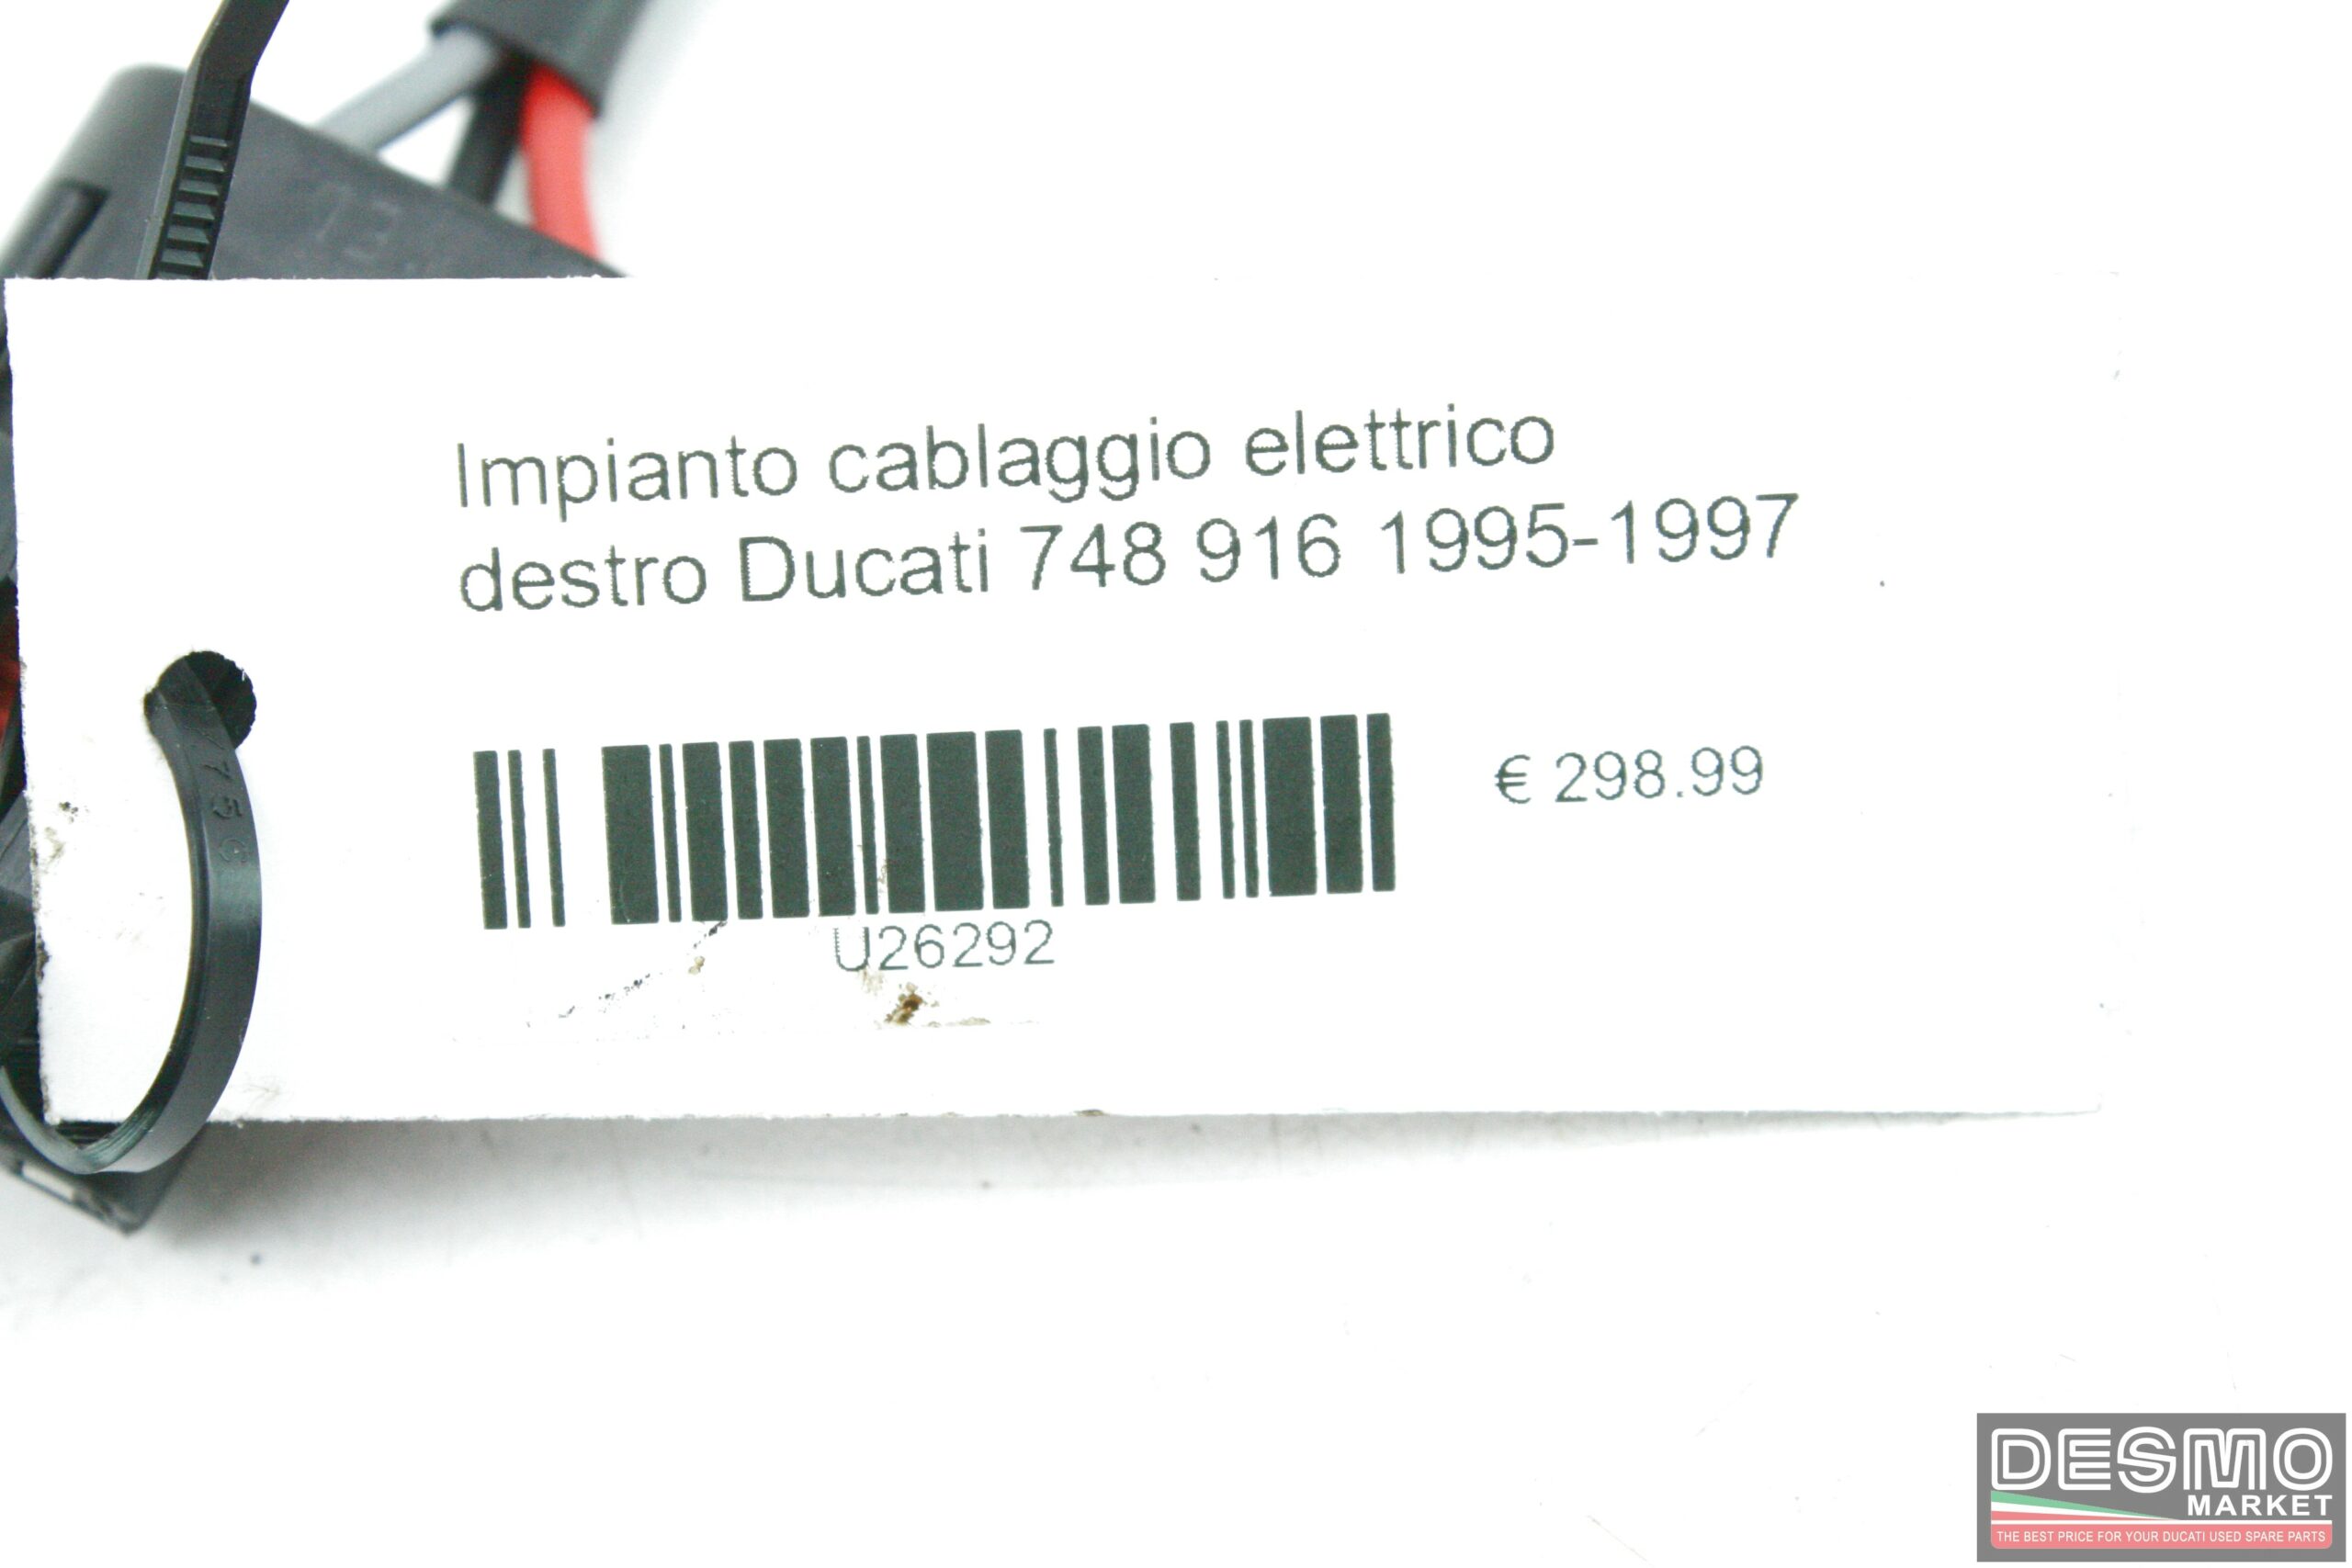 Impianto cablaggio elettrico
destro Ducati 748 916 1995-1997
€ 298.99
U26292
13
DESMO
MARKET
THE BEST PRICE FOR YOUR DUCATI USED SPARE PARTS